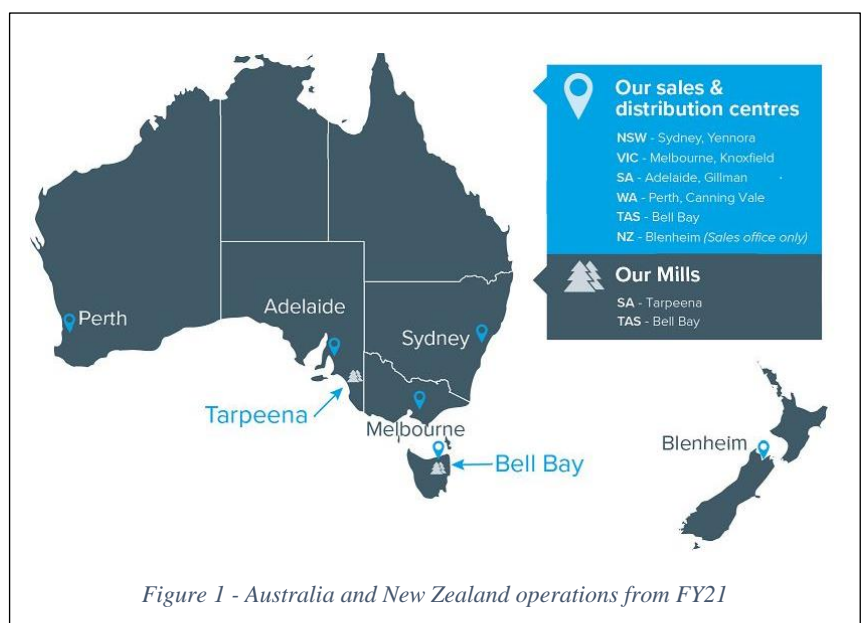 Our sales &
distribution centres
NSW - Sydney, Yennora
VIC - Melbourne, Knoxfield
SA - Adelaide, Gillman
WA - Perth, Canning Vale
TAS - Bell Bay
NZ - Blenheim (Sales office only)
Our Mills
SA - Tarpeena
TAS - Bell Bay
Perth
Adelaide
Sydney
Tarpeena
Melbourne
Bell Bay
Blenheim
Figure 1 - Australia and New Zealand operations from FY21